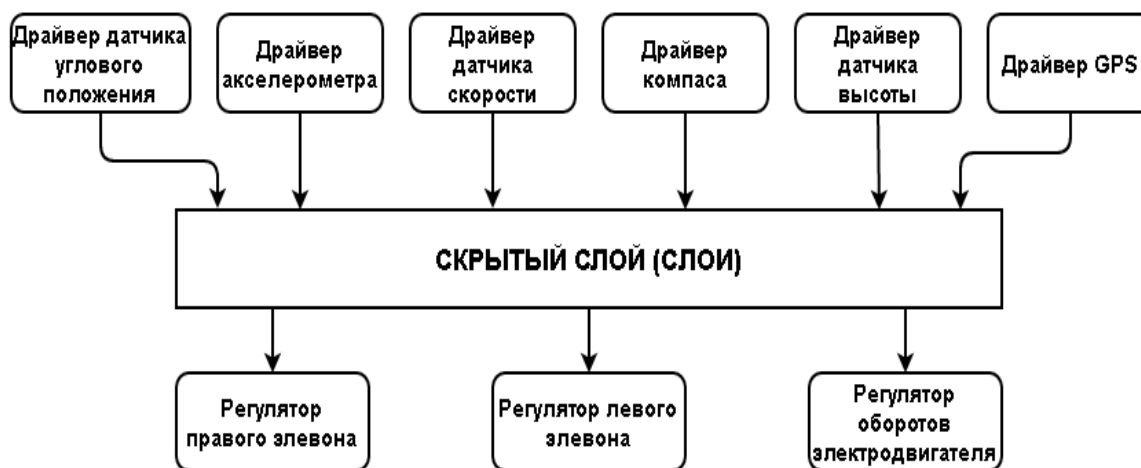 Драйвер датчика
углового
положения
Драйвер
акселерометра
Драйвер
датчика
скорости
Драйвер
компаса
Драйвер
датчика
высоты
Драйвер GPS
СКРЫТЫЙ СЛОЙ (СЛОИ)
Регулятор
правого элевона
Регулятор левого
элевона
Регулятор
оборотов
электродвигателя